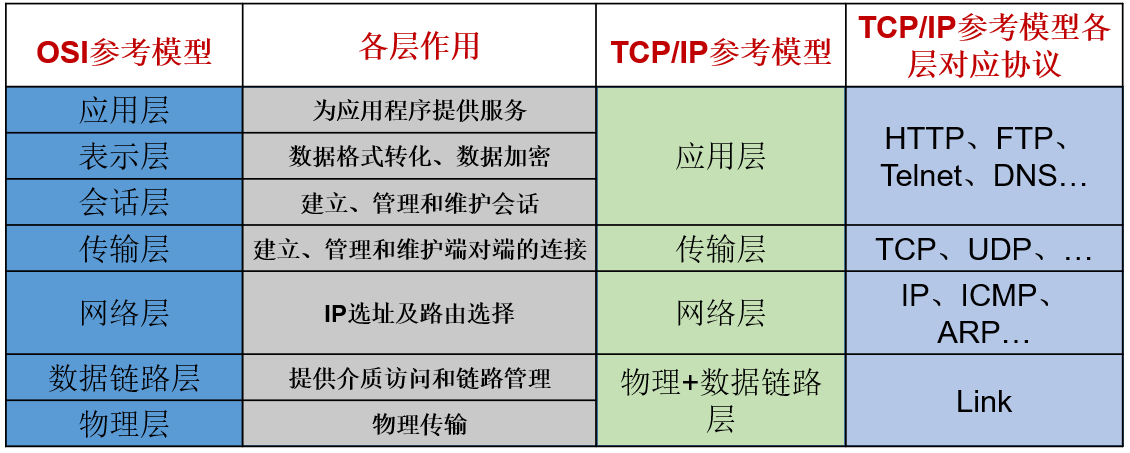 OSI参考模型
各层作用
TCP/IP参考模型
TCP/IP参考模型各
层对应协议
应用层
为应用程序提供服务
应用层
HTTP、FTP、
Telnet、DNS…
表示层
数据格式转化、数据加密
会话层
建立、管理和维护会话
传输层
建立、管理和维护端对端的连接
传输层
TCP、UDP、…
网络层
IP选址及路由选择
网络层
IP、ICMP、
ARP…
数据链路层
提供介质访问和链路管理
物理+数据链路
层
Link
物理层
物理传输